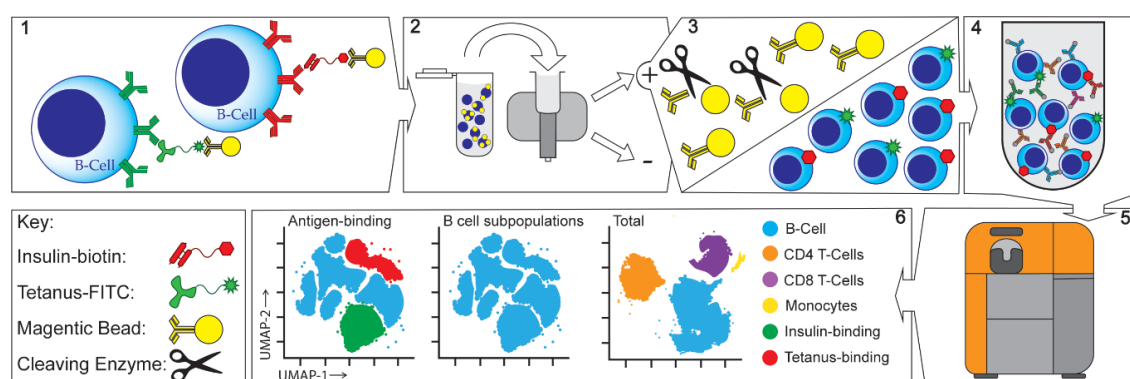 1
B-Cell
B-Cell
2
3
+
-
4
5
6
Key:
Insulin-biotin:
Tetanus-FITC:
Magentic Bead:
Cleaving Enzyme:
Antigen-binding
B cell subpopulations
Total
UMAP-2→
UMAP-1→
B-Cell
CD4 T-Cells
CD8 T-Cells
Monocytes
Insulin-binding
Tetanus-binding